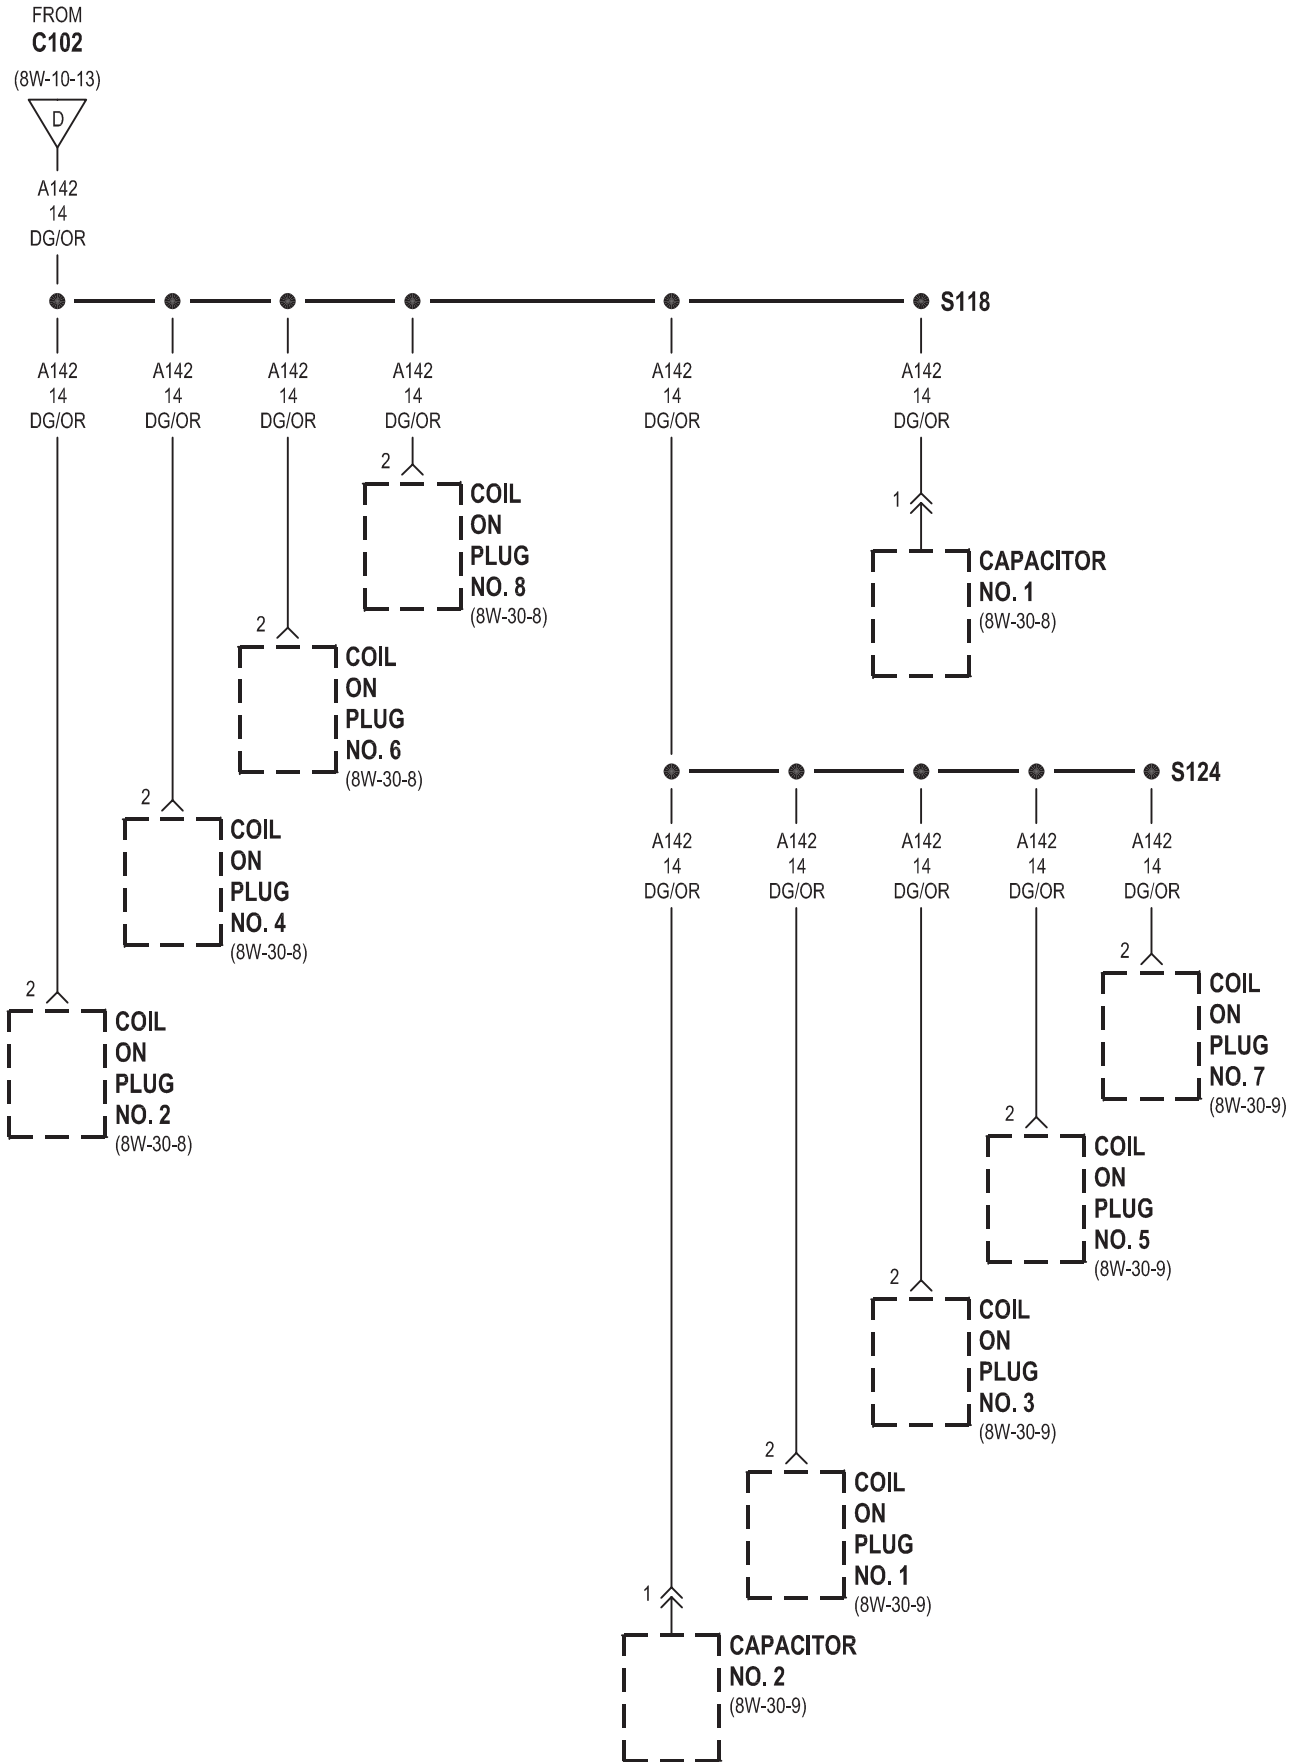 FROM
C102
(8W-10-13)
D
A142
14
DG/OR
S118
A142
14
DG/OR
A142
14
DG/OR
A142
14
DG/OR
A142
14
DG/OR
A142
14
DG/OR
A142
14
DG/OR
2
COIL
ON
PLUG
NO. 8
(8W-30-8)
1
CAPACITOR
NO. 1
(8W-30-8)
2
COIL
ON
PLUG
NO. 6
(8W-30-8)
S124
2
COIL
ON
PLUG
NO. 4
(8W-30-8)
A142
14
DG/OR
A142
14
DG/OR
A142
14
DG/OR
A142
14
DG/OR
A142
14
DG/OR
2
COIL
ON
PLUG
NO. 7
(8W-30-9)
2
COIL
ON
PLUG
NO. 2
(8W-30-8)
2
COIL
ON
PLUG
NO. 5
(8W-30-9)
2
COIL
ON
PLUG
NO. 3
(8W-30-9)
2
COIL
ON
PLUG
NO. 1
(8W-30-9)
1
CAPACITOR
NO. 2
(8W-30-9)